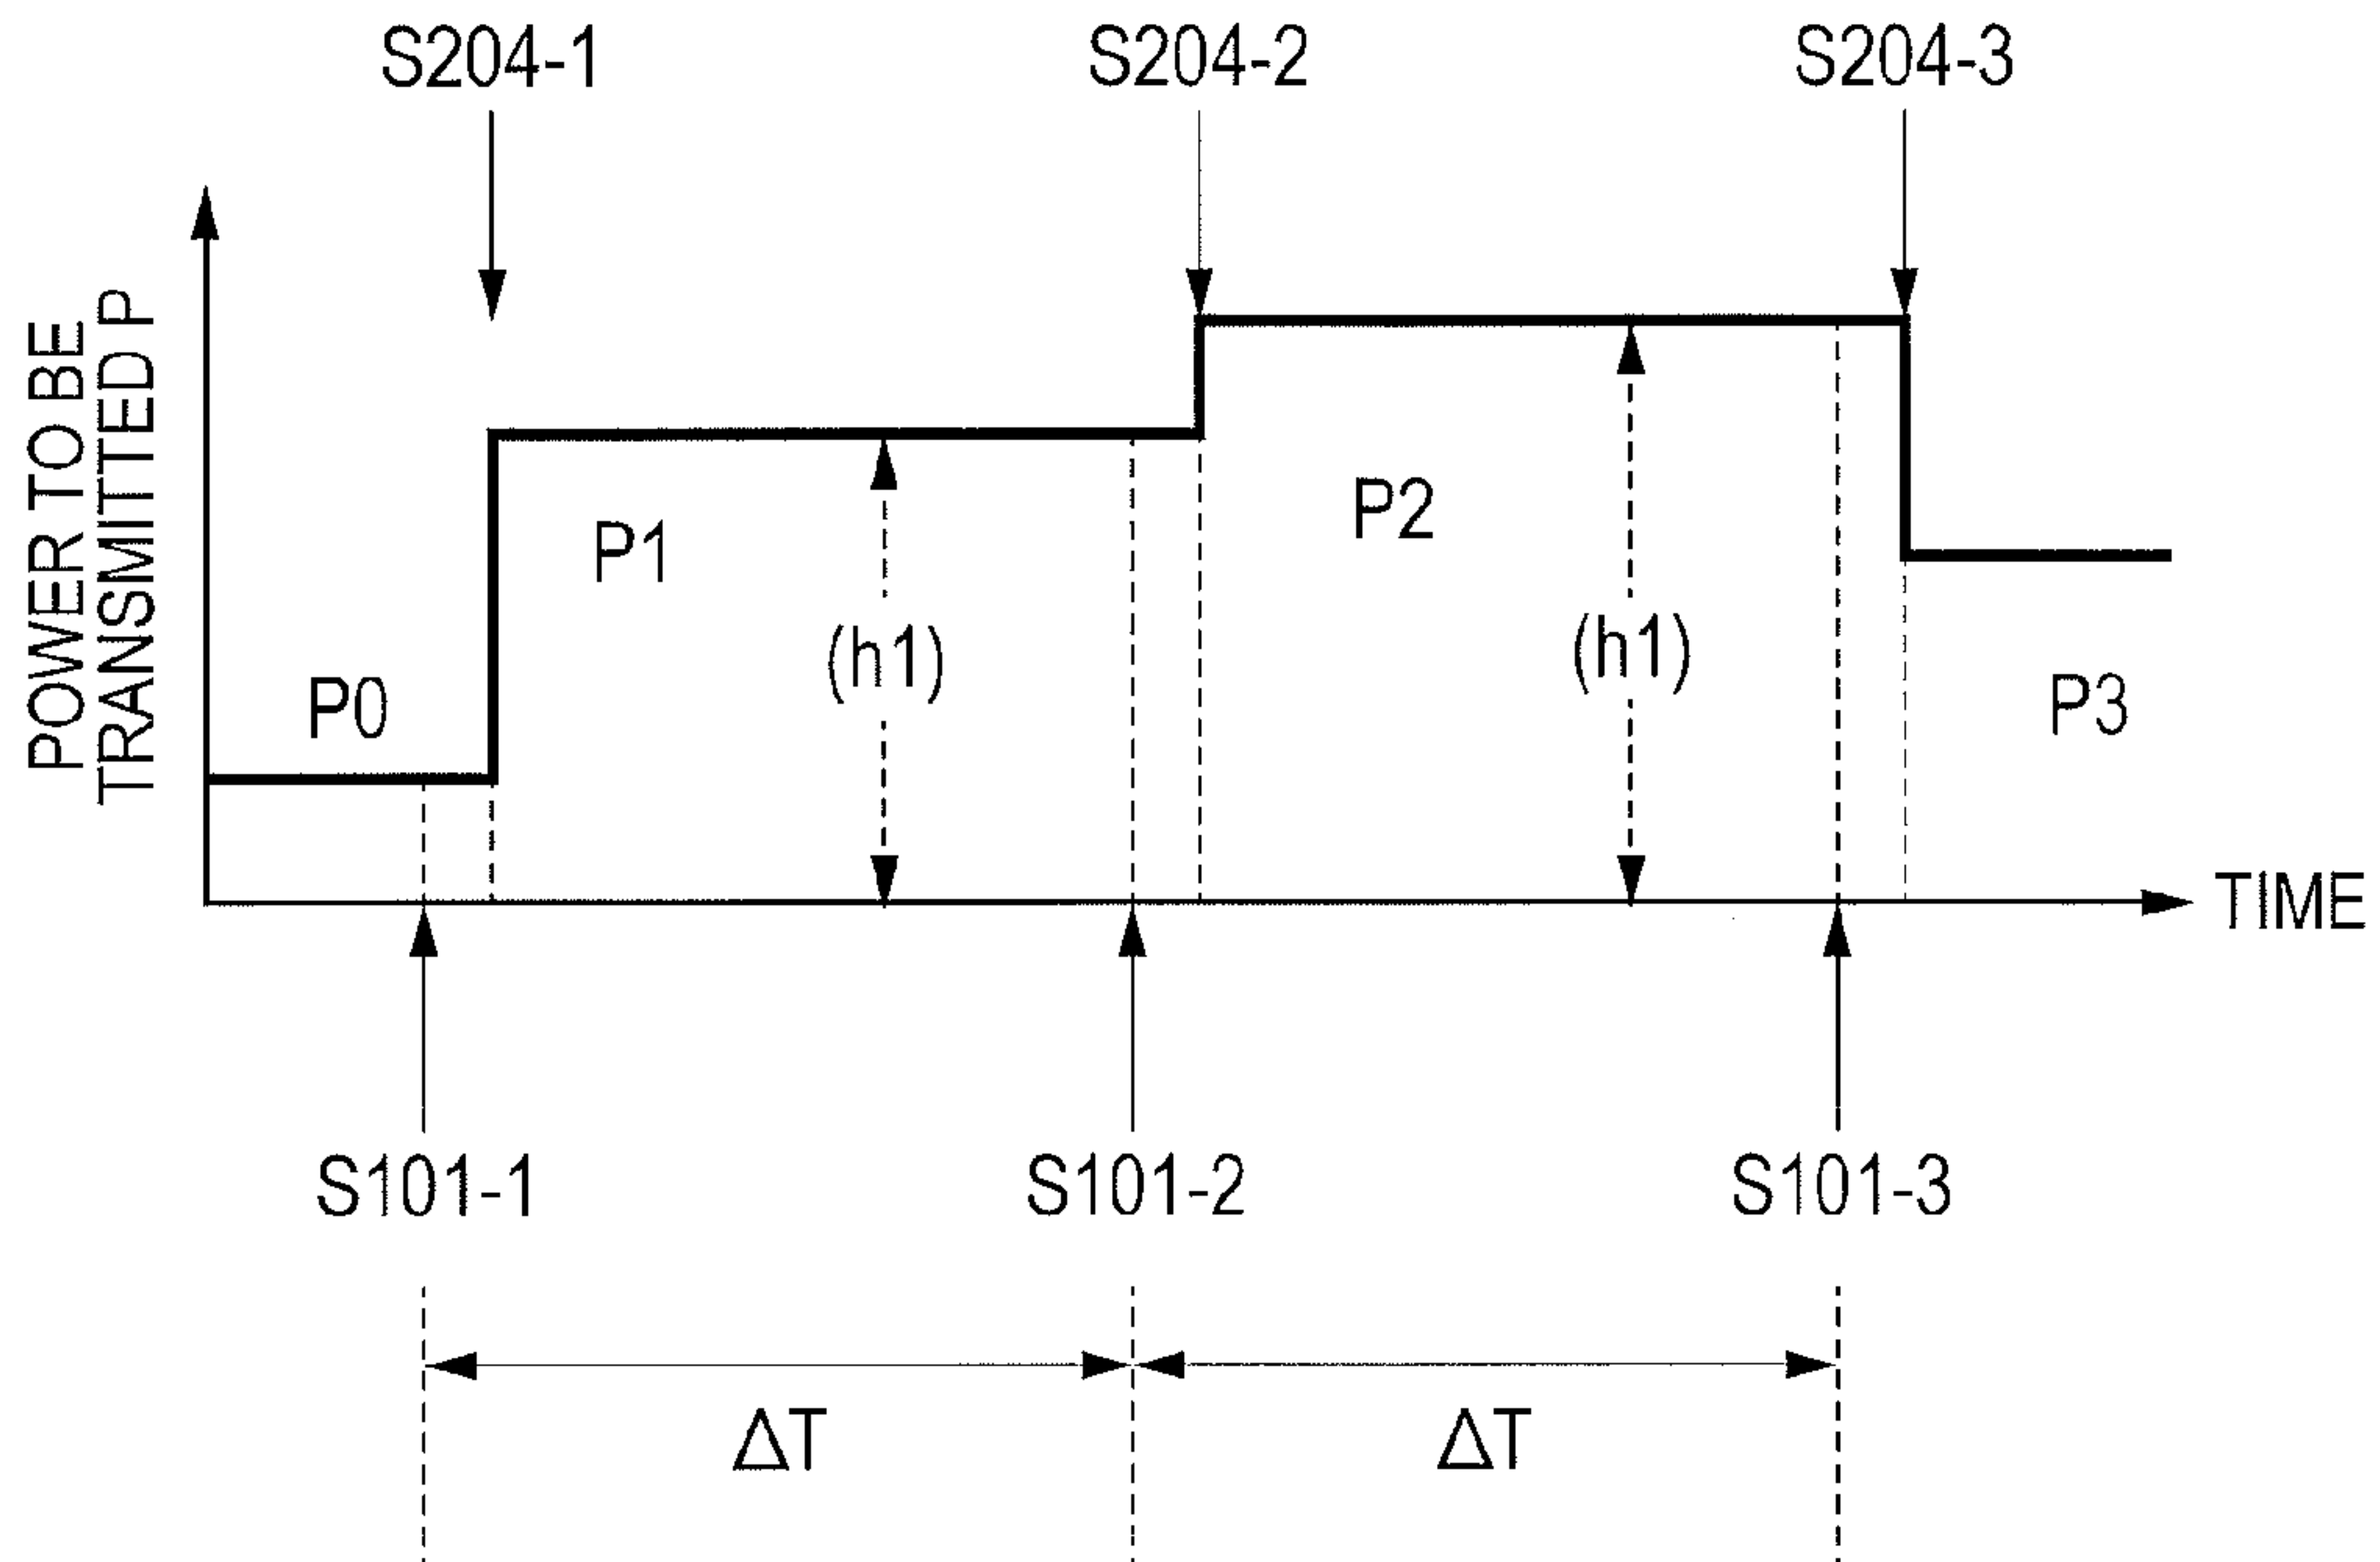 S204-1
S204-2
S204-3
POWER TO BE
TRANSMITTED P
P0
P1
(h1)
P2
(h1)
P3
TIME
S101-1
S101-2
S101-3
ΔT
ΔT